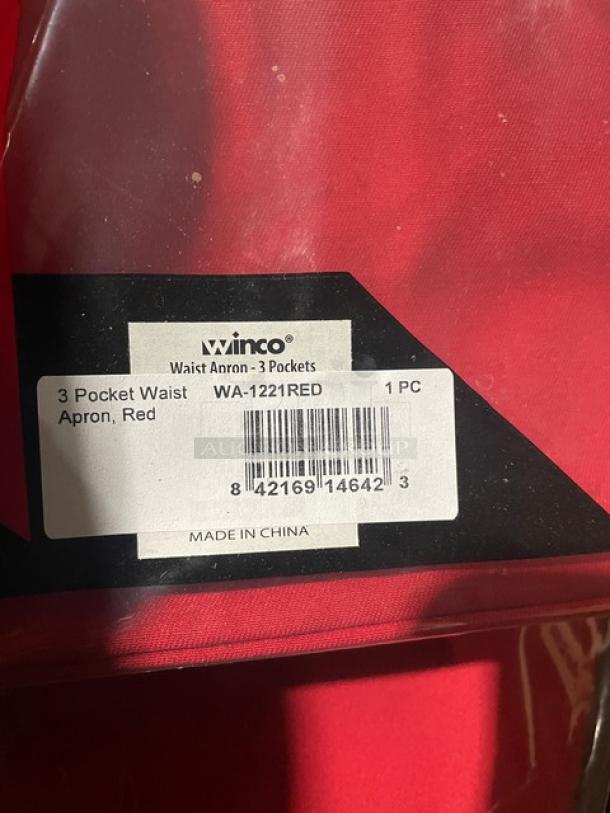 winco®
Waist Apron - 3 Pockets
3 Pocket Waist WA-1221RED 1 PC
Apron, Red
8 42169 14642 3
MADE IN CHINA